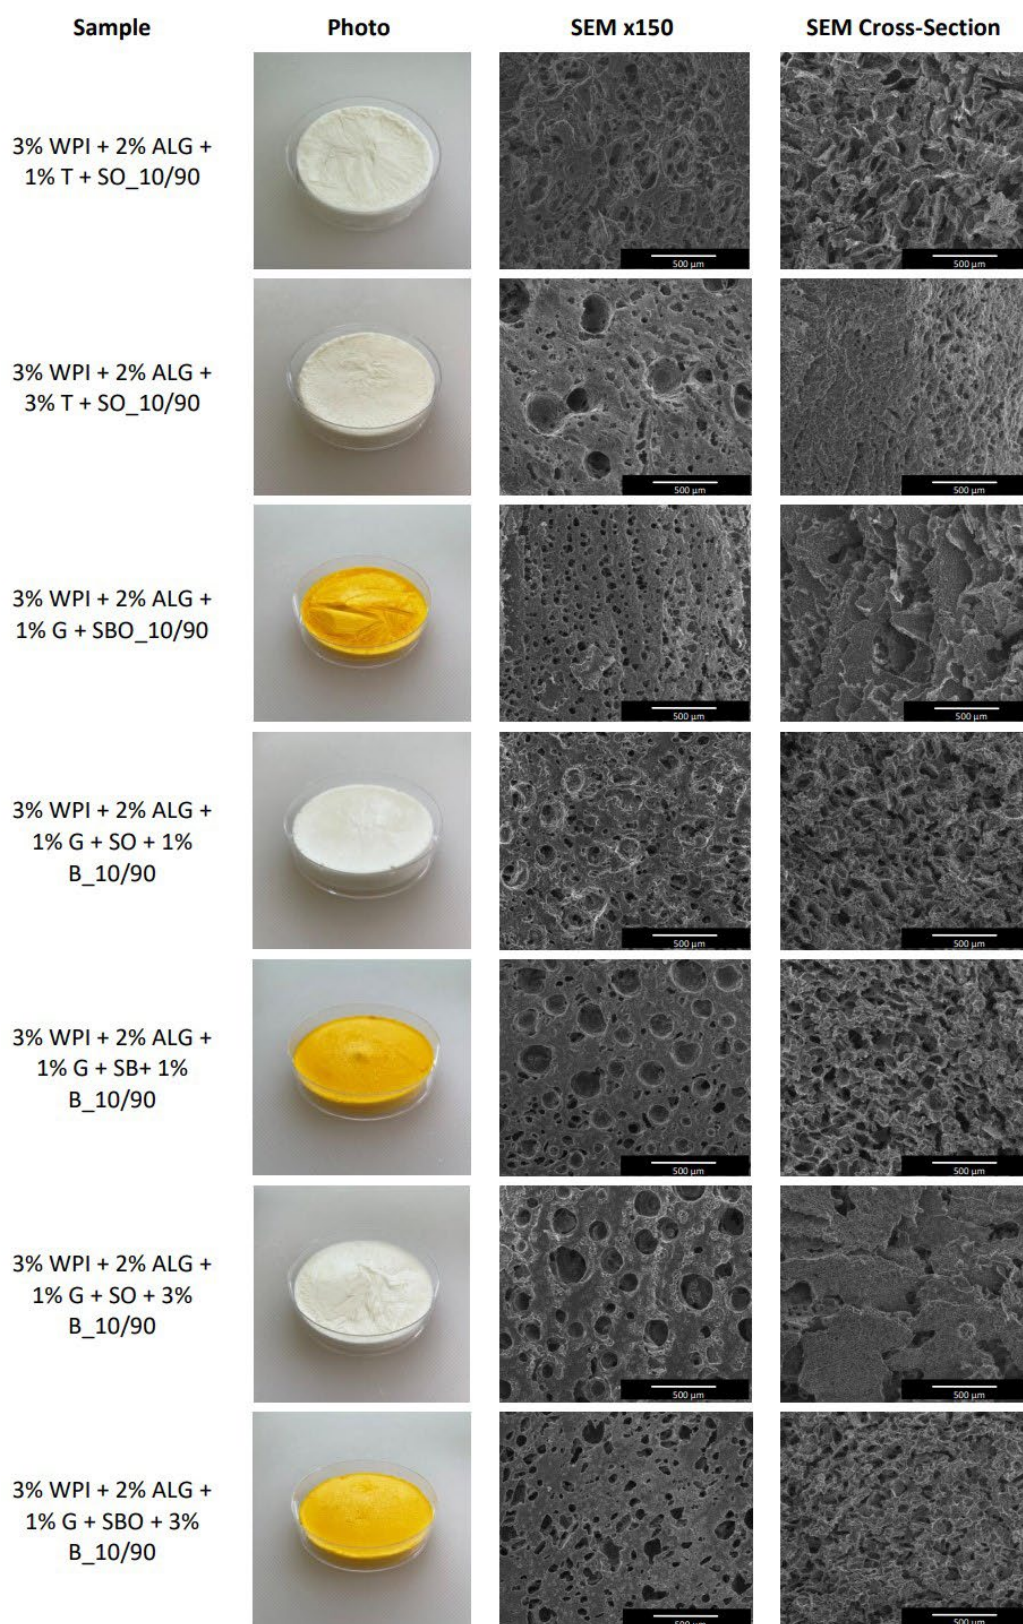 Sample Photo SEM x150 SEM Cross-Section
3% WPI + 2% ALG +
1% T + SO_10/90
500 µm 500 µm
3% WPI + 2% ALG +
3% T + SO_10/90
500 µm 500 µm
3% WPI + 2% ALG +
1% G + SBO_10/90
500 µm 500 µm
3% WPI + 2% ALG +
1% G + SO + 1%
B_10/90
500 µm 500 µm
3% WPI + 2% ALG +
1% G + SB+ 1%
B_10/90
500 µm 500 µm
3% WPI + 2% ALG +
1% G + SO + 3%
B_10/90
500 µm 500 µm
3% WPI + 2% ALG +
1% G + SBO + 3%
B_10/90
500 µm 500 µm